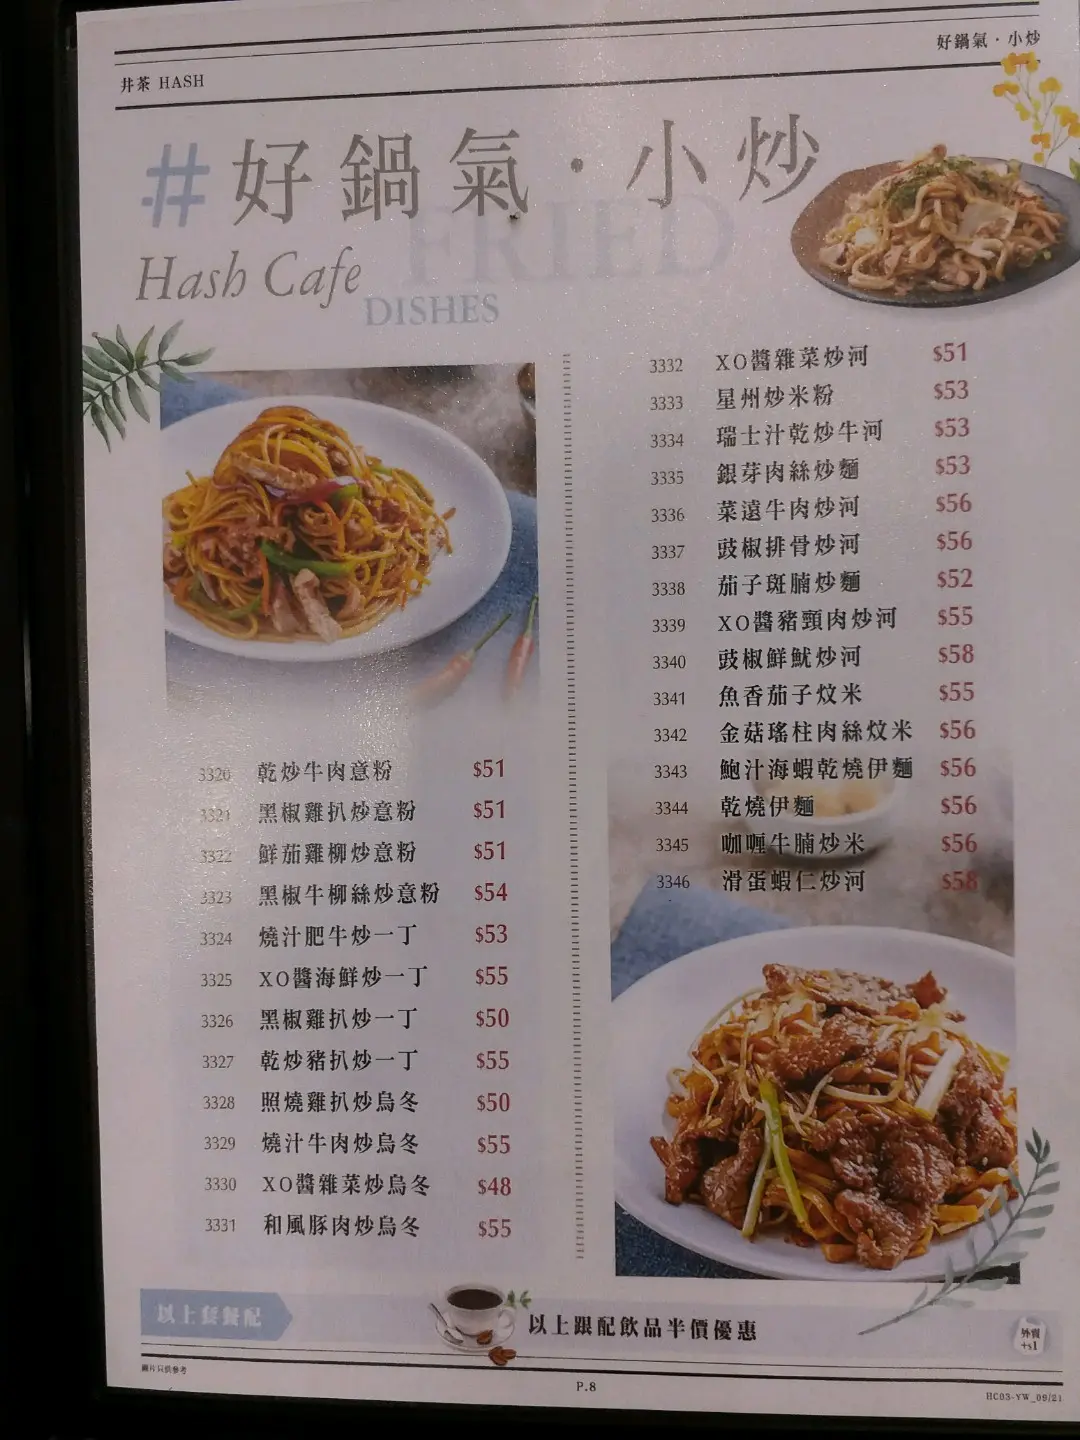 井茶 HASH
好鍋氣·小炒
#好鍋氣·小炒
FRIED
Hash Cafe
DISHES
3320 乾炒牛肉意粉 $51
3321 黑椒雞扒炒意粉 $51
3322 鮮茄雞柳炒意粉 $51
3323 黑椒牛柳絲炒意粉 $54
3324 燒汁肥牛炒一丁 $53
3325 XO醬海鮮炒一丁 $55
3326 黑椒雞扒炒一丁 $50
3327 乾炒豬扒炒一丁 $55
3328 照燒雞扒炒烏冬 $50
3329 燒汁牛肉炒烏冬 $55
3330 XO醬雜菜炒烏冬 $48
3331 和風豚肉炒烏冬 $55
3332 XO醬雜菜炒河 $51
3333 星州炒米粉 $53
3334 瑞士汁乾炒牛河 $53
3335 銀芽肉絲炒麵 $53
3336 菜遠牛肉炒河 $56
3337 豉椒排骨炒河 $56
3338 茄子斑腩炒麵 $52
3339 XO醬豬頸肉炒河 $55
3340 豉椒鮮魷炒河 $58
3341 魚香茄子炆米 $55
3342 金菇瑤柱肉絲炆米 $56
3343 鮑汁海蝦乾燒伊麵 $56
3344 乾燒伊麵 $56
3345 咖喱牛腩炒米 $56
3346 滑蛋蝦仁炒河 $58
以上套餐配
以上跟配飲品半價優惠
外賣
+$1
圖片只供參考
P.8
HC03-YW_09/21